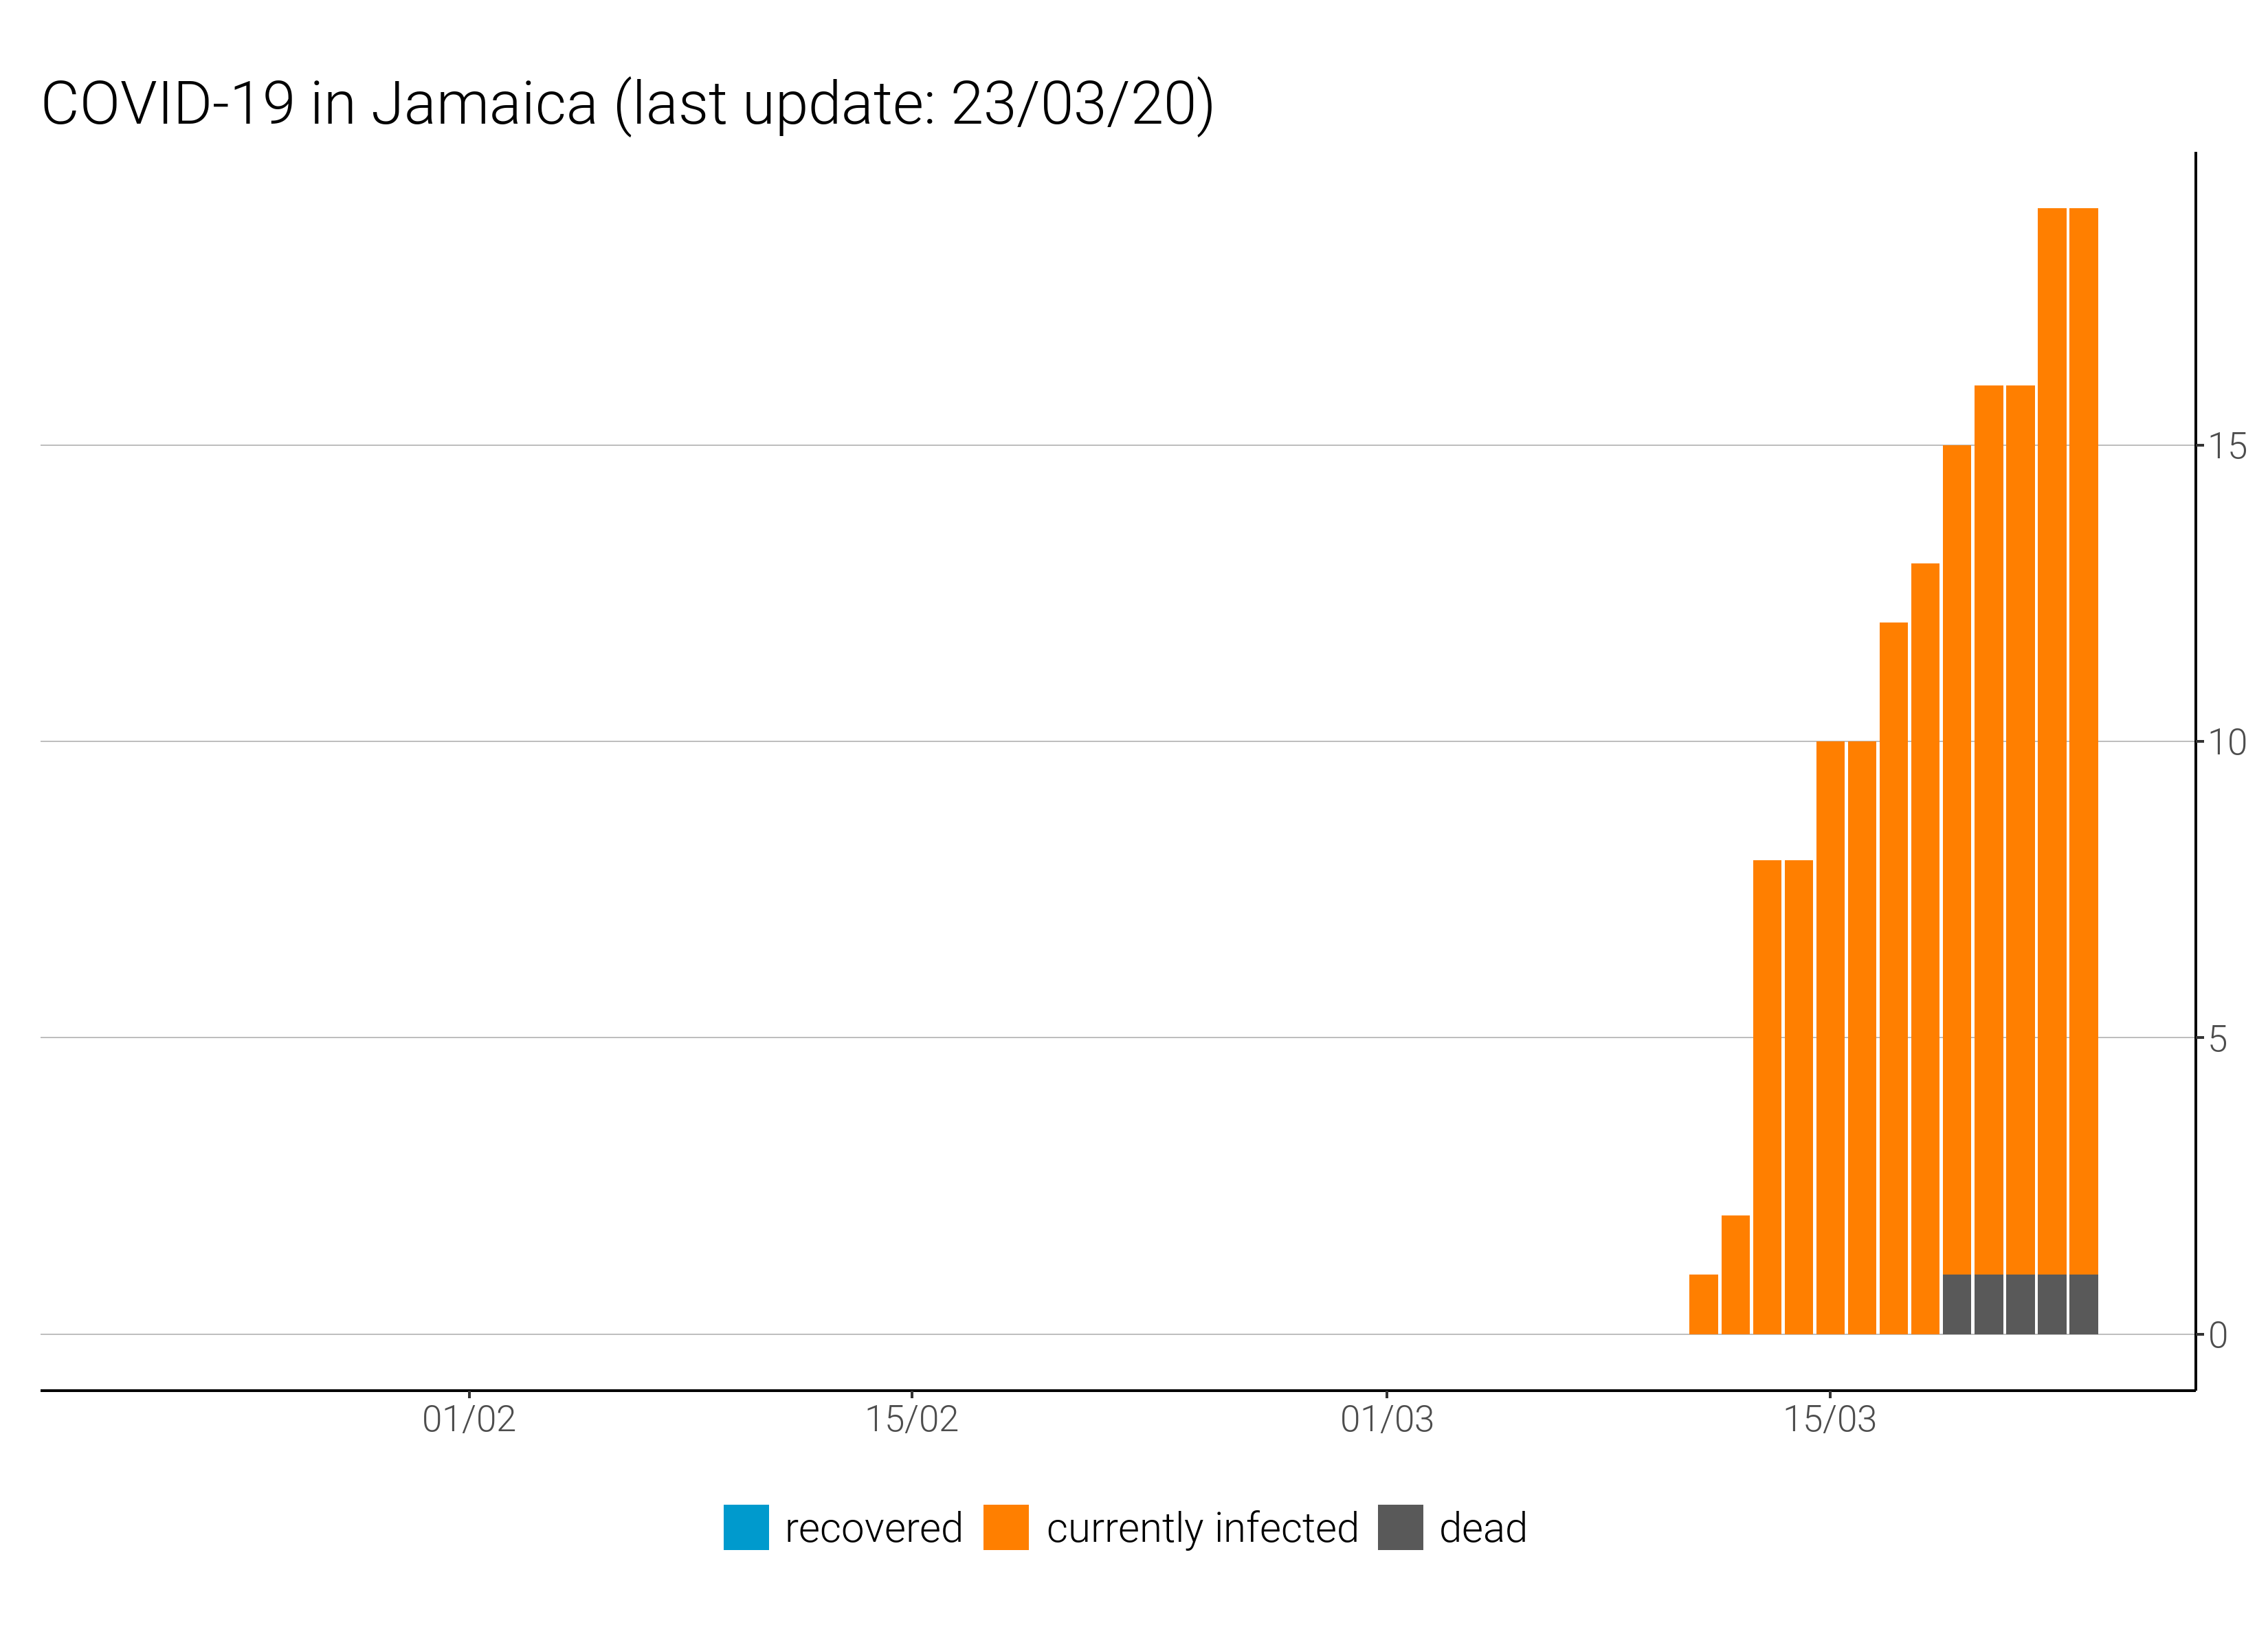 COVID-19 in Jamaica (last update: 23/03/20)
15
10
5
0
01/02 15/02 01/03 15/03
recovered currently infected dead